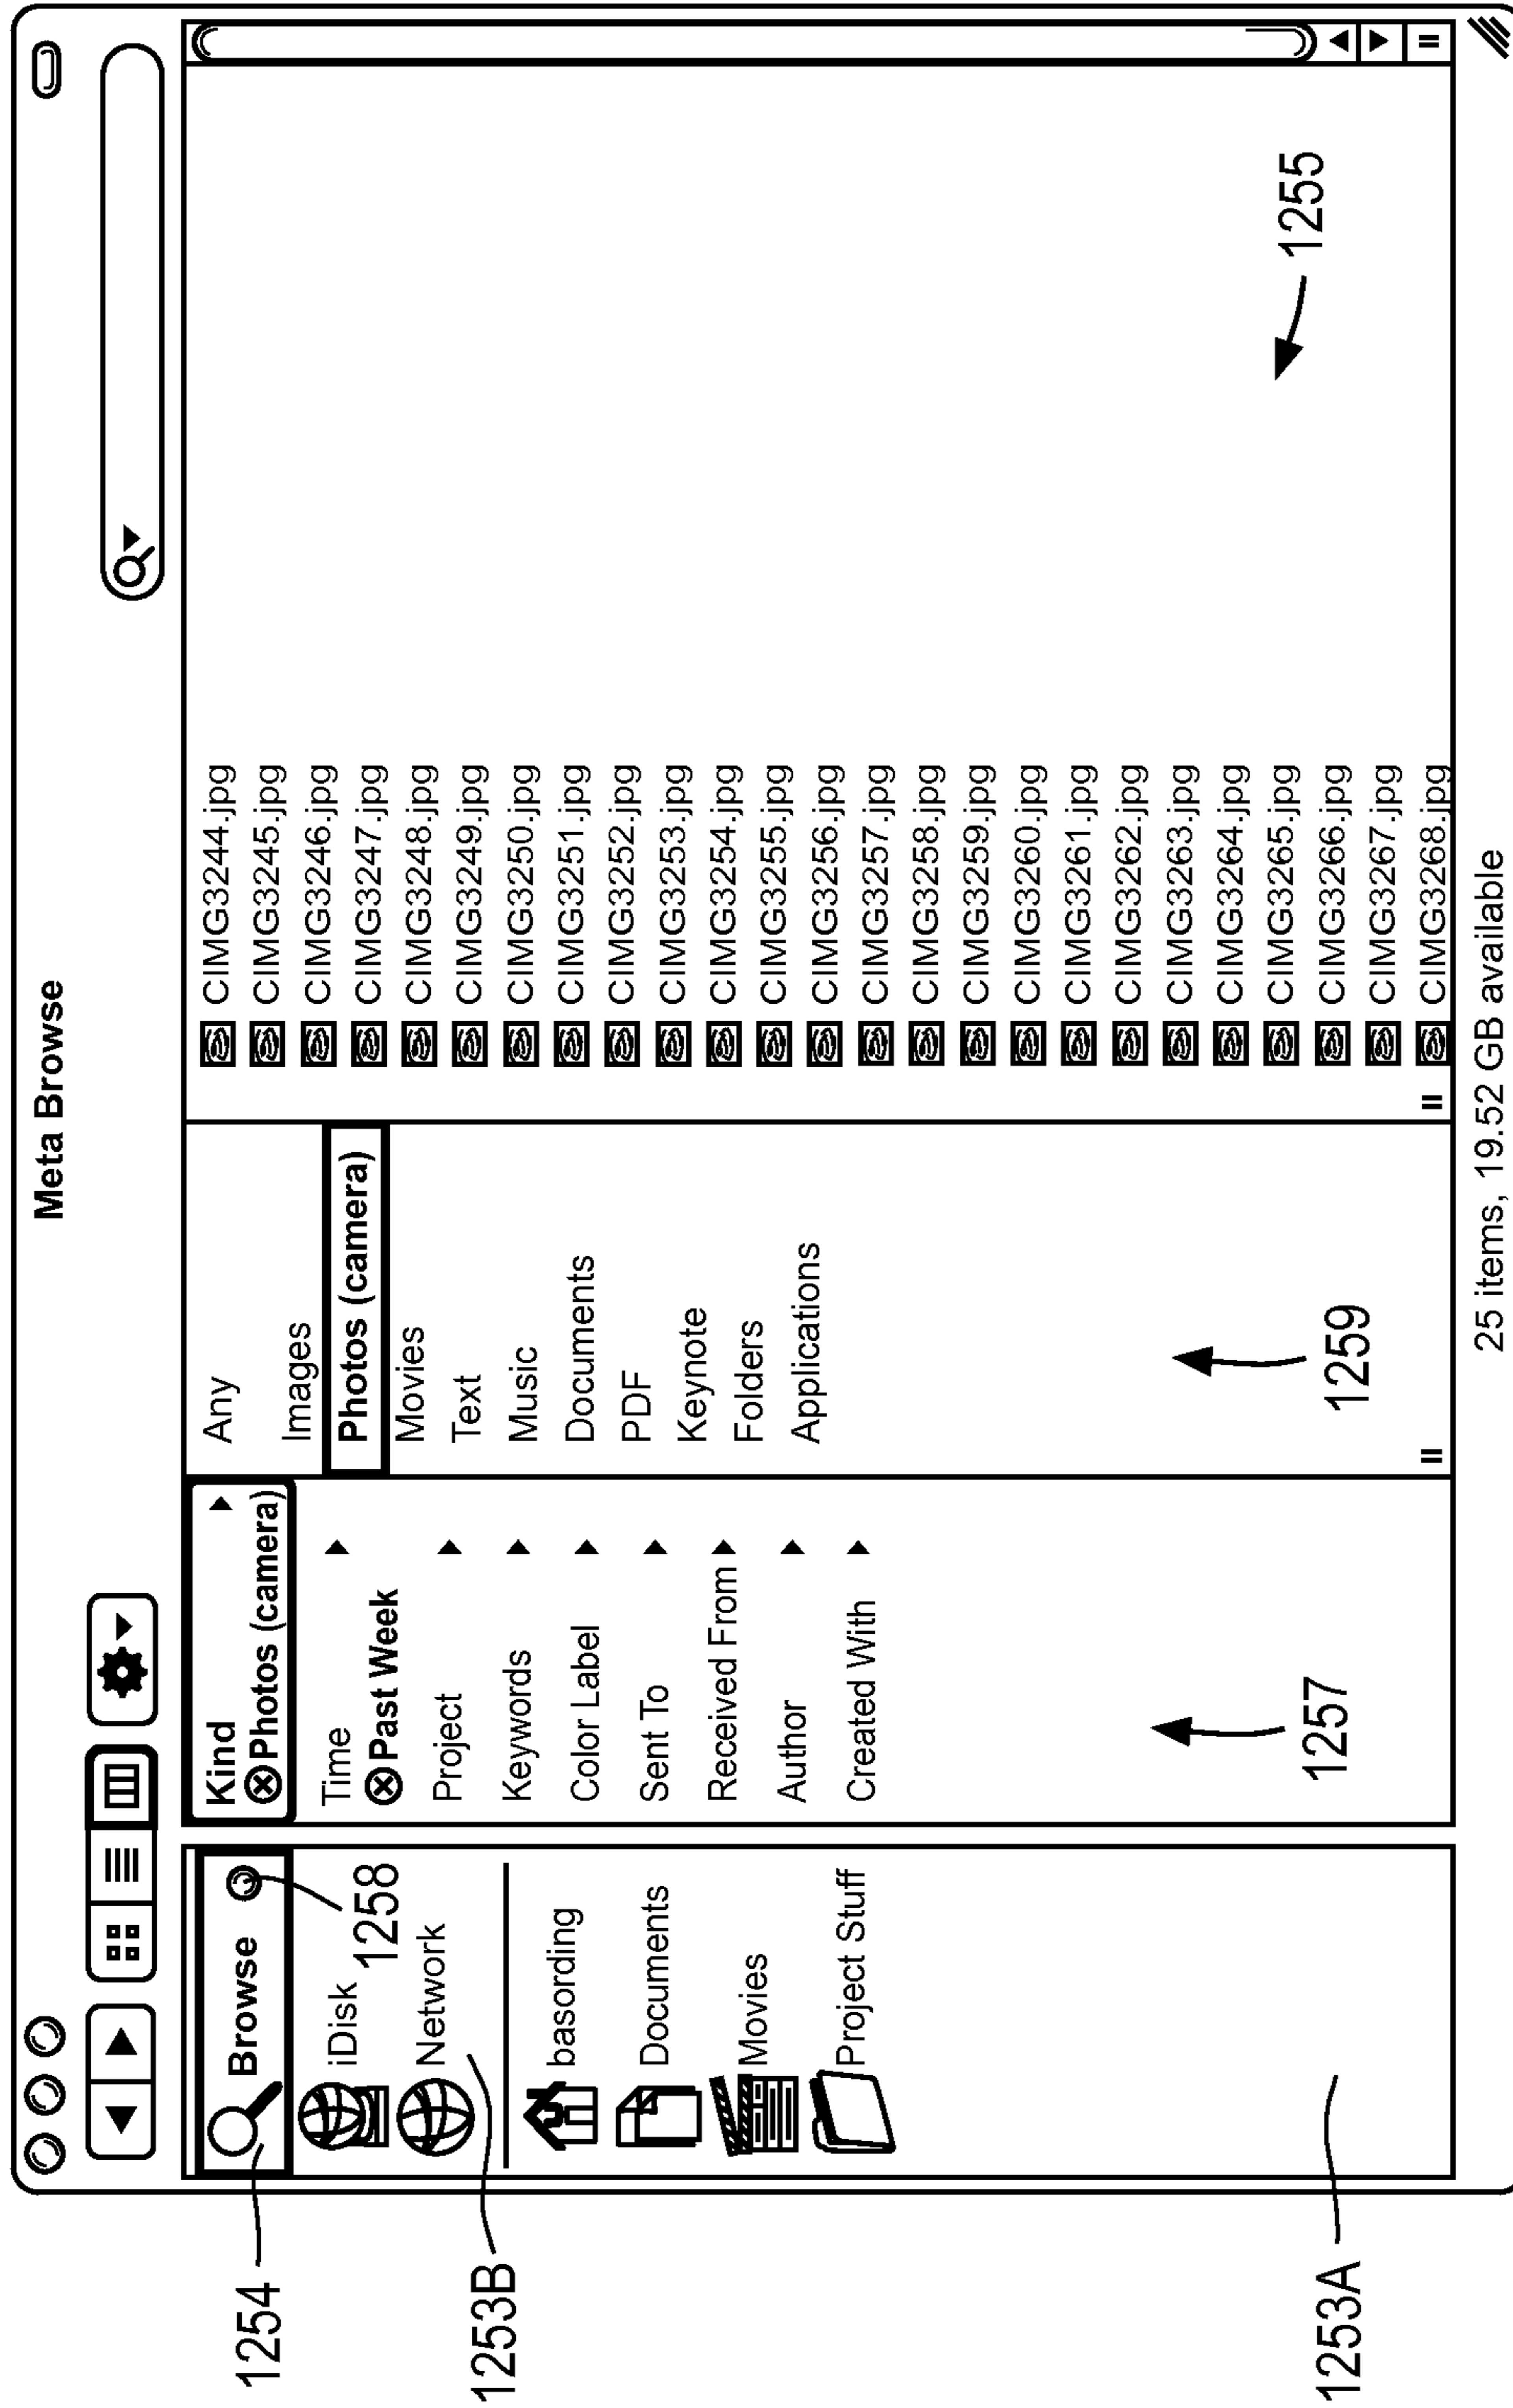 Meta Browse
1254
1253B
1253A
Browse
1258
iDisk
Network
basording
Documents
Movies
Project Stuff
Kind
Photos (camera)
Time
Past Week
Project
Keywords
Color Label
Sent To
Received From
Author
Created With
1257
Any
Images
Photos (camera)
Movies
Text
Music
Documents
PDF
Keynote
Folders
Applications
1259
CIMG3244.jpg
CIMG3245.jpg
CIMG3246.jpg
CIMG3247.jpg
CIMG3248.jpg
CIMG3249.jpg
CIMG3250.jpg
CIMG3251.jpg
CIMG3252.jpg
CIMG3253.jpg
CIMG3254.jpg
CIMG3255.jpg
CIMG3256.jpg
CIMG3257.jpg
CIMG3258.jpg
CIMG3259.jpg
CIMG3260.jpg
CIMG3261.jpg
CIMG3262.jpg
CIMG3263.jpg
CIMG3264.jpg
CIMG3265.jpg
CIMG3266.jpg
CIMG3267.jpg
CIMG3268.jpg
1255
25 items, 19.52 GB available